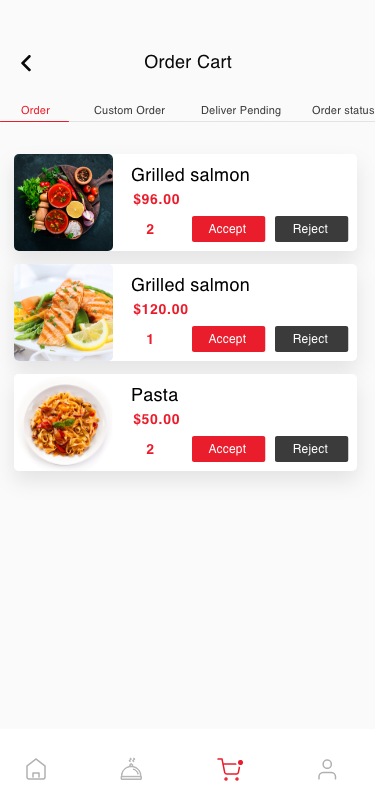 Order Cart
Order Custom Order Deliver Pending Order status
Grilled salmon
$96.00
2 Accept Reject
Grilled salmon
$120.00
1 Accept Reject
Pasta
$50.00
2 Accept Reject